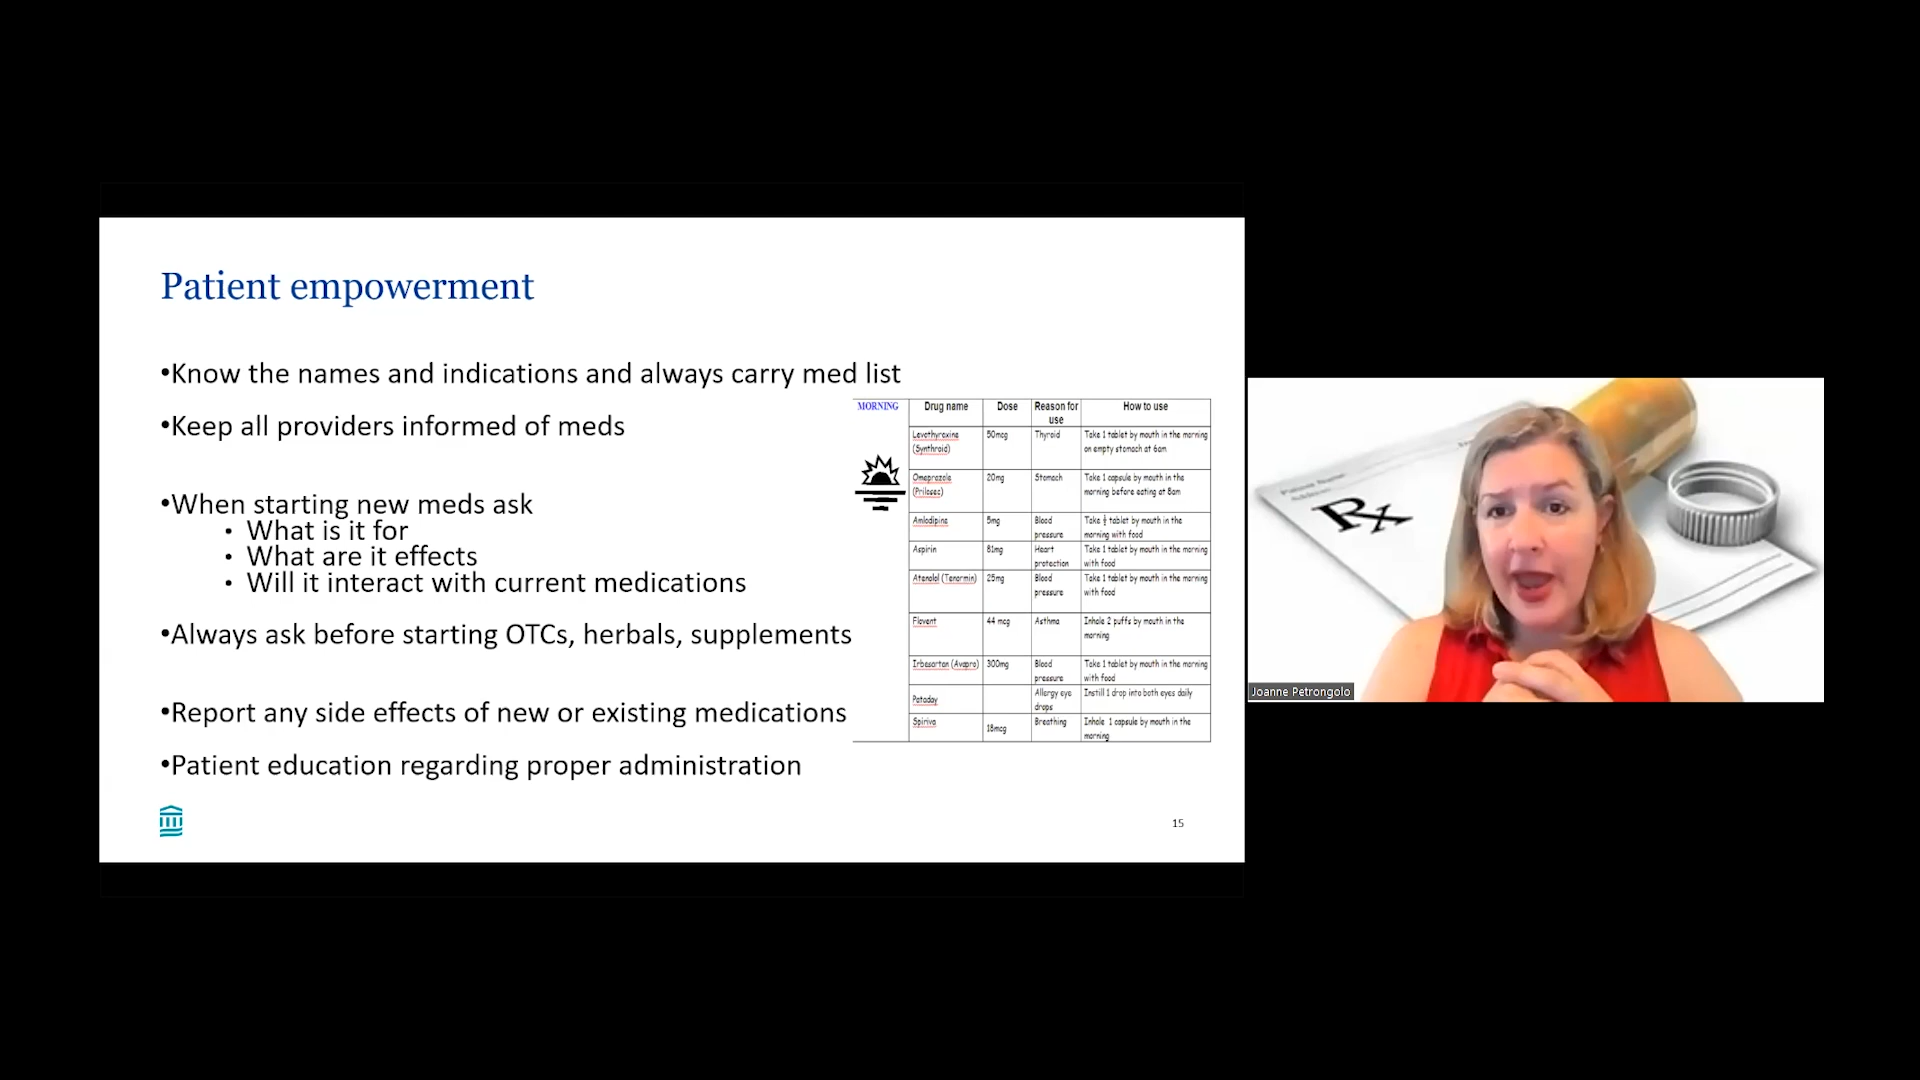 Patient empowerment
•Know the names and indications and always carry med list
•Keep all providers informed of meds
•When starting new meds ask
• What is it for
• What are it effects
• Will it interact with current medications
•Always ask before starting OTCs, herbals, supplements
•Report any side effects of new or existing medications
•Patient education regarding proper administration
MORNING
Drug name Dose Reason for use How to use
Levothyroxine (Synthroid) 50mcg Thyroid Take 1 tablet by mouth in the morning on empty stomach at 6am
Omeprazole (Prilosec) 20mg Stomach Take 1 capsule by mouth in the morning before eating at 8am
Amlodipine 5mg Blood pressure Take ½ tablet by mouth in the morning with food
Aspirin 81mg Heart protection Take 1 tablet by mouth in the morning with food
Atenolol (Tenormin) 25mg Blood pressure Take 1 tablet by mouth in the morning with food
Flovent 44 mcg Asthma Inhale 2 puffs by mouth in the morning
Irbesartan (Avapro) 300mg Blood pressure Take 1 tablet by mouth in the morning with food
Pataday Allergy eye drops Instill 1 drop into both eyes daily
Spiriva 18mcg Breathing Inhale 1 capsule by mouth in the morning
15
Patient Name
Address
Rx
Joanne Petrongolo